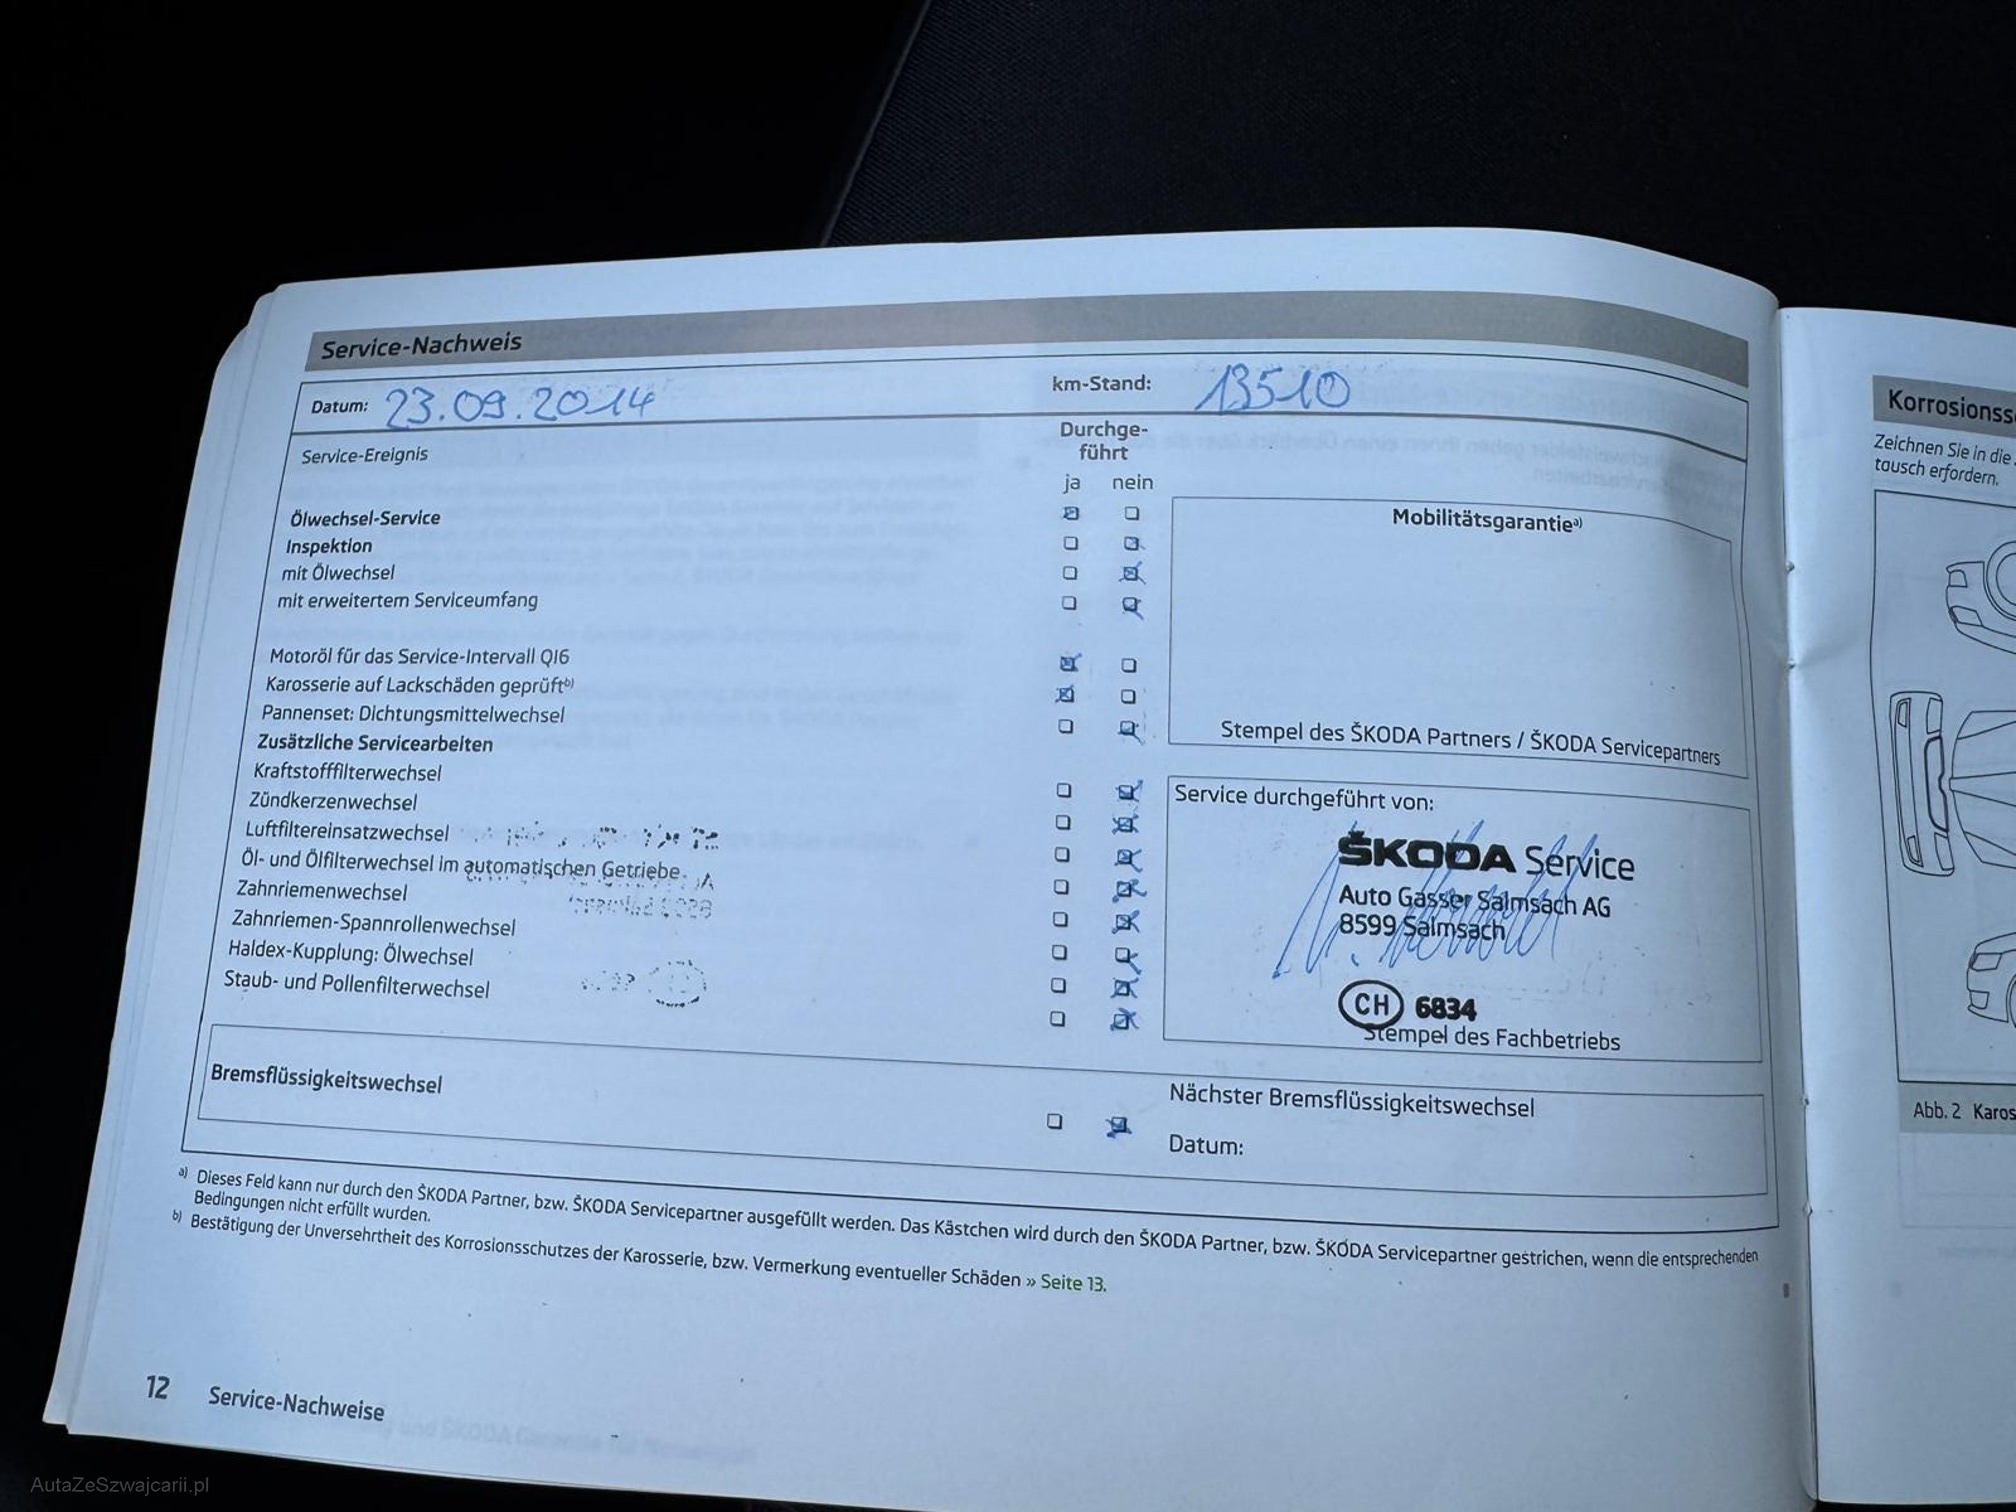 Service-Nachweis
Datum: 23.09.2014 km-Stand: 13510
Service-Ereignis
Durchge-
führt
ja nein
Ölwechsel-Service
Inspektion
mit Ölwechsel
mit erweitertem Serviceumfang
Motoröl für das Service-Intervall QI6
Karosserie auf Lackschäden geprüftb)
Pannenset: Dichtungsmittelwechsel
Zusätzliche Servicearbeiten
Kraftstofffilterwechsel
Zündkerzenwechsel
Luftfiltereinsatzwechsel
Öl- und Ölfilterwechsel im automatischen Getriebe
Zahnriemenwechsel
Zahnriemen-Spannrollenwechsel
Haldex-Kupplung: Ölwechsel
Staub- und Pollenfilterwechsel
Mobilitätsgarantiea)
Stempel des ŠKODA Partners / ŠKODA Servicepartners
Service durchgeführt von:
ŠKODA Service
Auto Gasser Salmsach AG
8599 Salmsach
CH 6834
Stempel des Fachbetriebs
Bremsflüssigkeitswechsel
Nächster Bremsflüssigkeitswechsel
Datum:
a) Dieses Feld kann nur durch den ŠKODA Partner, bzw. ŠKODA Servicepartner ausgefüllt werden. Das Kästchen wird durch den ŠKODA Partner, bzw. ŠKODA Servicepartner gestrichen, wenn die entsprechenden
Bedingungen nicht erfüllt wurden.
b) Bestätigung der Unversehrtheit des Korrosionsschutzes der Karosserie, bzw. Vermerkung eventueller Schäden » Seite 13.
12 Service-Nachweise
Korrosionss
Zeichnen Sie in die
tausch erfordern.
Abb. 2 Karos
AutaZeSzwajcarii.pl